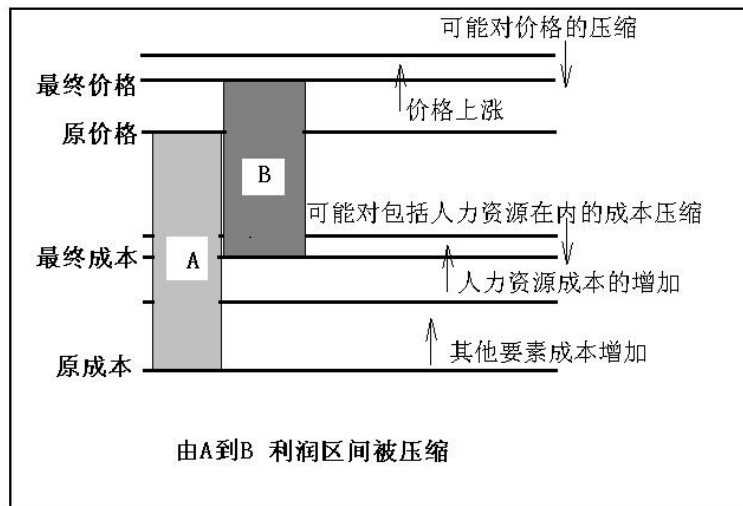 可能对价格的压缩
最终价格
价格上涨
原价格
B
可能对包括人力资源在内的成本压缩
最终成本
A
人力资源成本的增加
其他要素成本增加
原成本
由A到B 利润区间被压缩